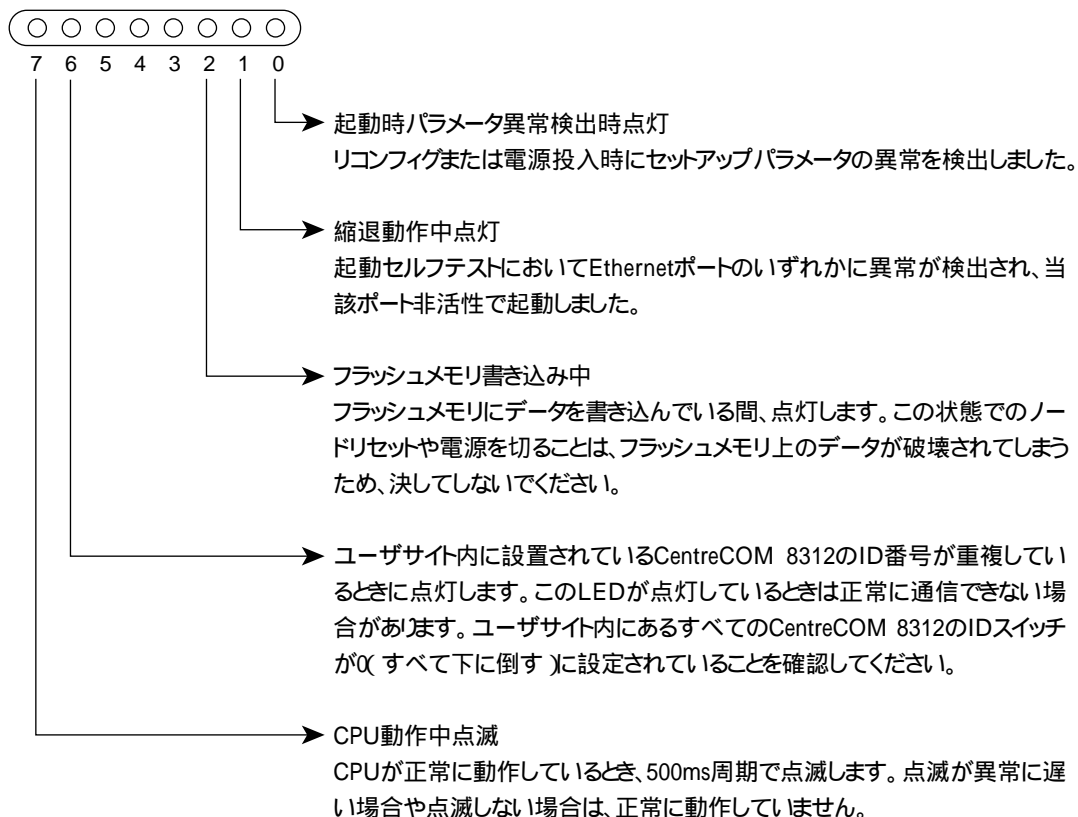 7 6 5 4 3 2 1 0
起動時パラメータ異常検出時点灯
リコンフィグまたは電源投入時にセットアップパラメータの異常を検出しました。
縮退動作中点灯
起動セルフテストにおいてEthernetポートのいずれかに異常が検出され、当
該ポート非活性で起動しました。
フラッシュメモリ書き込み中
フラッシュメモリにデータを書き込んでいる間、点灯します。この状態でのノー
ドリセットや電源を切ることは、フラッシュメモリ上のデータが破壊されてしまう
ため、決してしないでください。
ユーザサイト内に設置されているCentreCOM 8312のID番号が重複してい
るときに点灯します。このLEDが点灯しているときは正常に通信できない場
合があります。ユーザサイト内にあるすべてのCentreCOM 8312のIDスイッチ
が0( すべて下に倒す )に設定されていることを確認してください。
CPU動作中点滅
CPUが正常に動作しているとき、500ms周期で点滅します。点滅が異常に遅
い場合や点滅しない場合は、正常に動作していません。